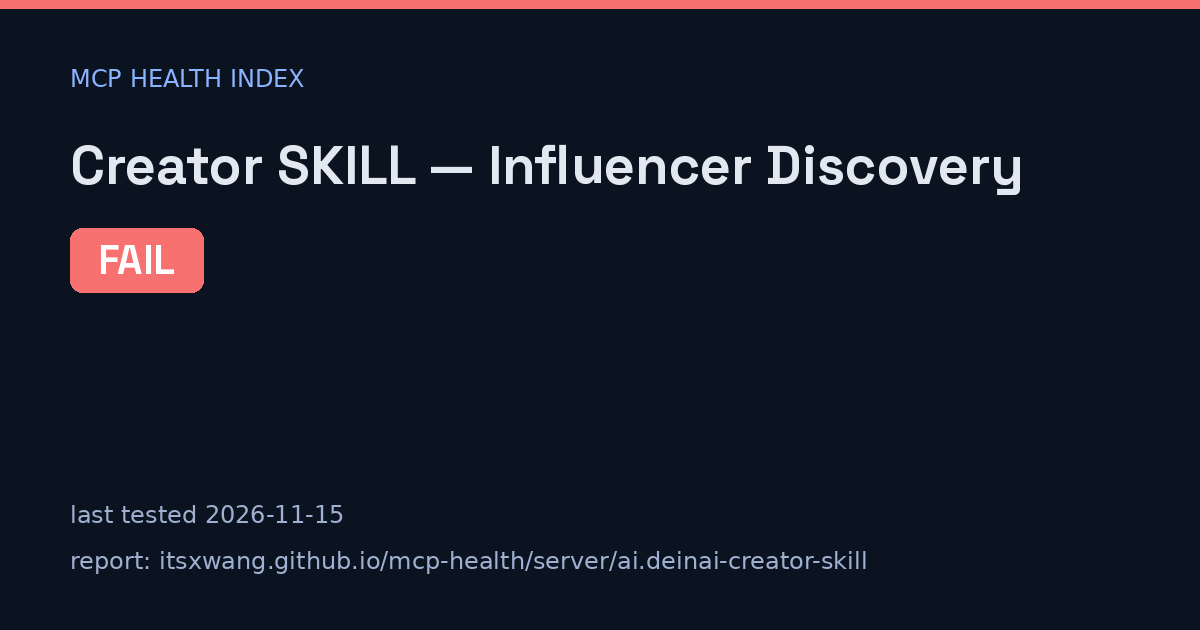 MCP HEALTH INDEX
Creator SKILL — Influencer Discovery
FAIL
last tested 2026-11-15
report: itsxwang.github.io/mcp-health/server/ai.deinai-creator-skill